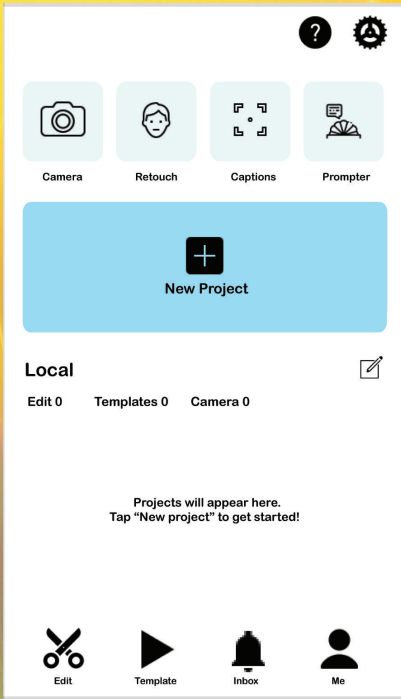 ?
Camera Retouch Captions Prompter
New Project
Local
Edit 0 Templates 0 Camera 0
Projects will appear here.
Tap “New project” to get started!
Edit Template Inbox Me